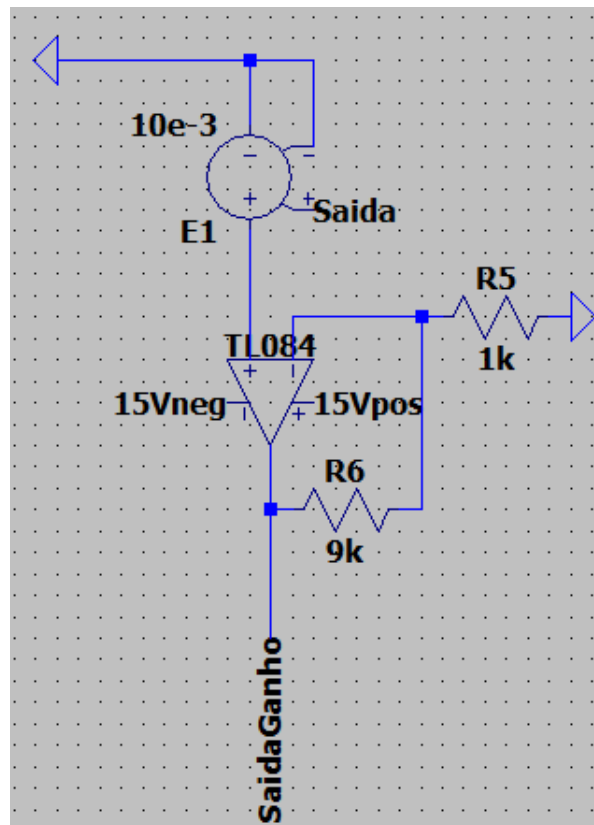 10e-3
E1
Saida
R5
1k
TL084
15Vneg
15Vpos
R6
9k
SaidaGanho